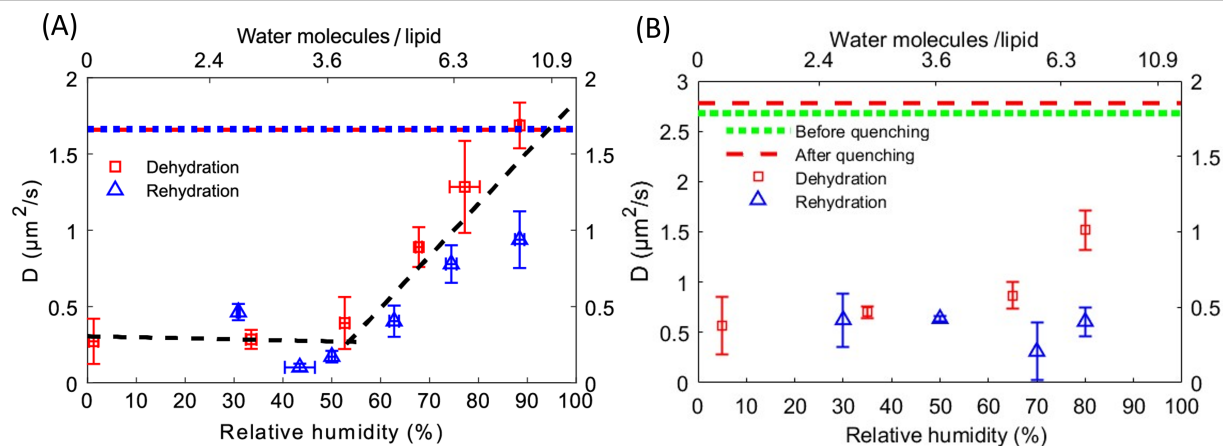 (A)
Water molecules / lipid
0 2.4 3.6 6.3 10.9
2 2
1.5 1.5
1 1
0.5 0.5
0 0
D (μm²/s)
Dehydration
Rehydration
0 10 20 30 40 50 60 70 80 90 100
Relative humidity (%)
(B)
Water molecules /lipid
0 2.4 3.6 6.3 10.9
3 2
2.5
2 1.5
1.5 1
1
0.5 0.5
0 0
D (μm²/s)
Before quenching
After quenching
Dehydration
Rehydration
0 10 20 30 40 50 60 70 80 90 100
Relative humidity (%)